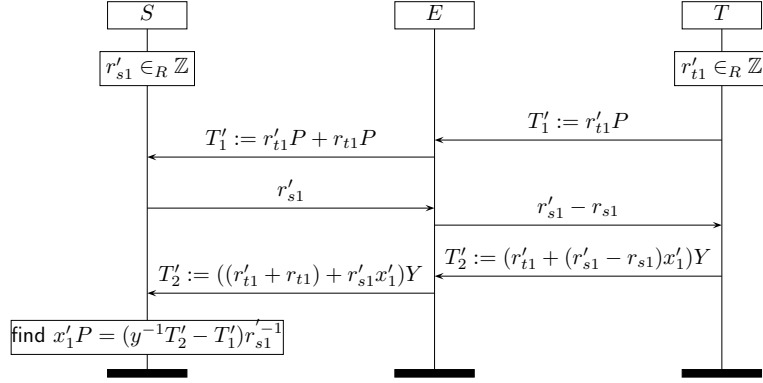 S E T
r′_{s1} ∈_R ℤ r′_{t1} ∈_R ℤ
T′_1 := r′_{t1}P
T′_1 := r′_{t1}P + r_{t1}P
r′_{s1}
r′_{s1} − r_{s1}
T′_2 := (r′_{t1} + (r′_{s1} − r_{s1})x′_1)Y
T′_2 := ((r′_{t1} + r_{t1}) + r′_{s1}x′_1)Y
find x′_1P = (y^{−1}T′_2 − T′_1)r_{s1}^{′−1}